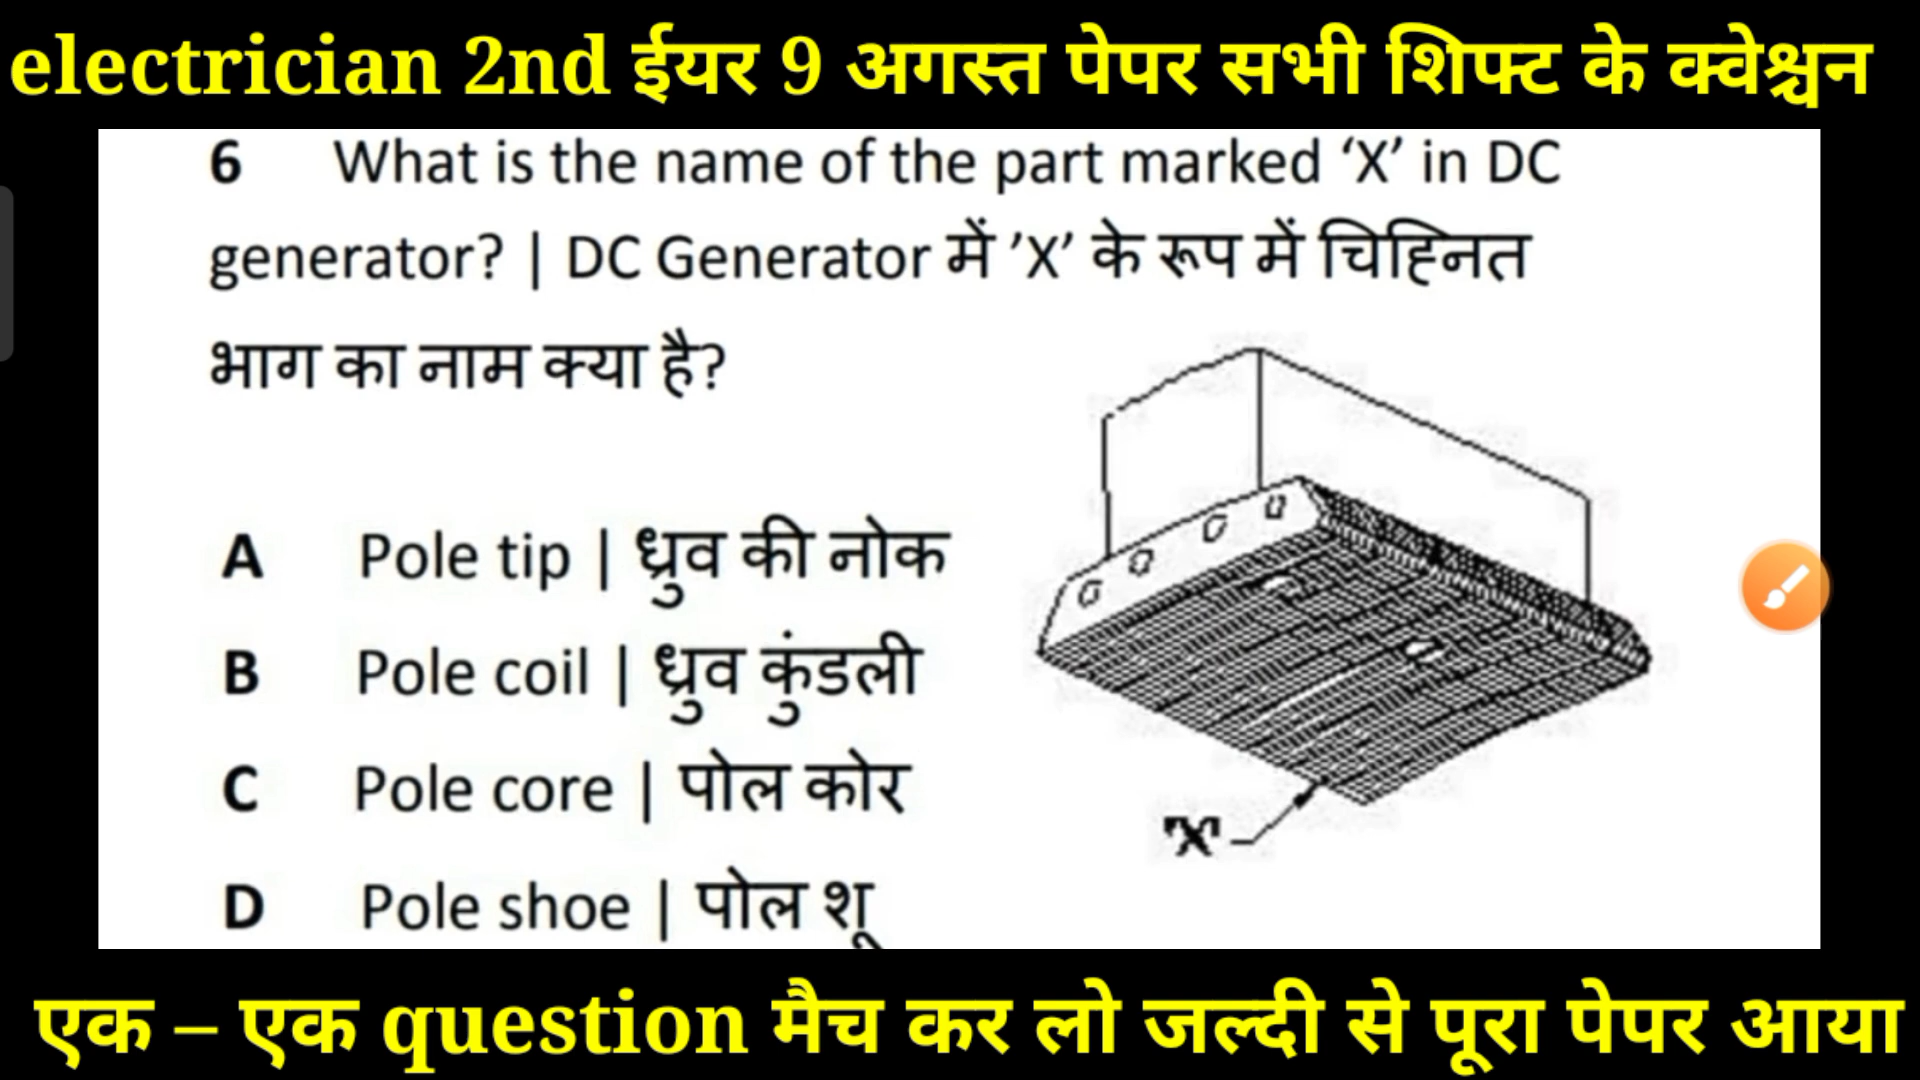 electrician 2nd ईयर 9 अगस्त पेपर सभी शिफ्ट के क्वेश्चन
6 What is the name of the part marked ‘X’ in DC
generator? | DC Generator में ’X’ के रूप में चिह्नित
भाग का नाम क्या है?
A Pole tip | ध्रुव की नोक
B Pole coil | ध्रुव कुंडली
C Pole core | पोल कोर
D Pole shoe | पोल शू
'X'
एक – एक question मैच कर लो जल्दी से पूरा पेपर आया